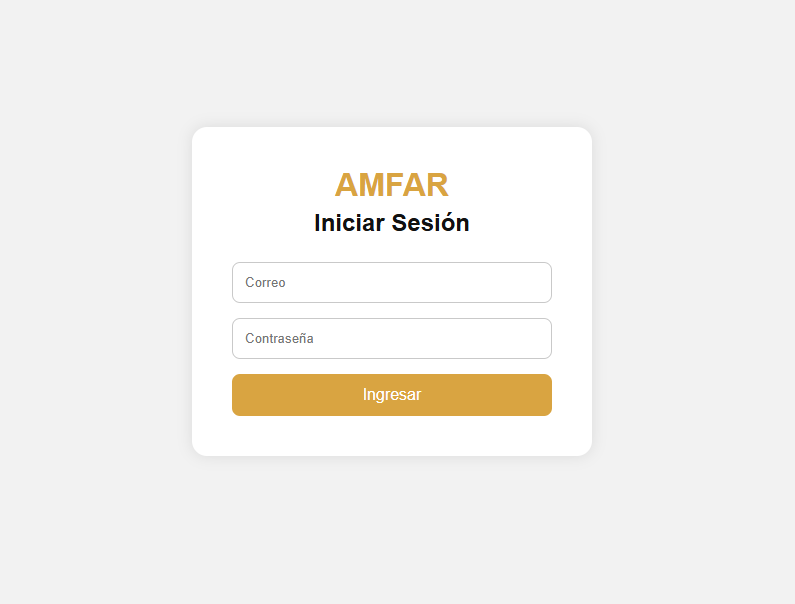 AMFAR
Iniciar Sesión
Correo
Contraseña
Ingresar